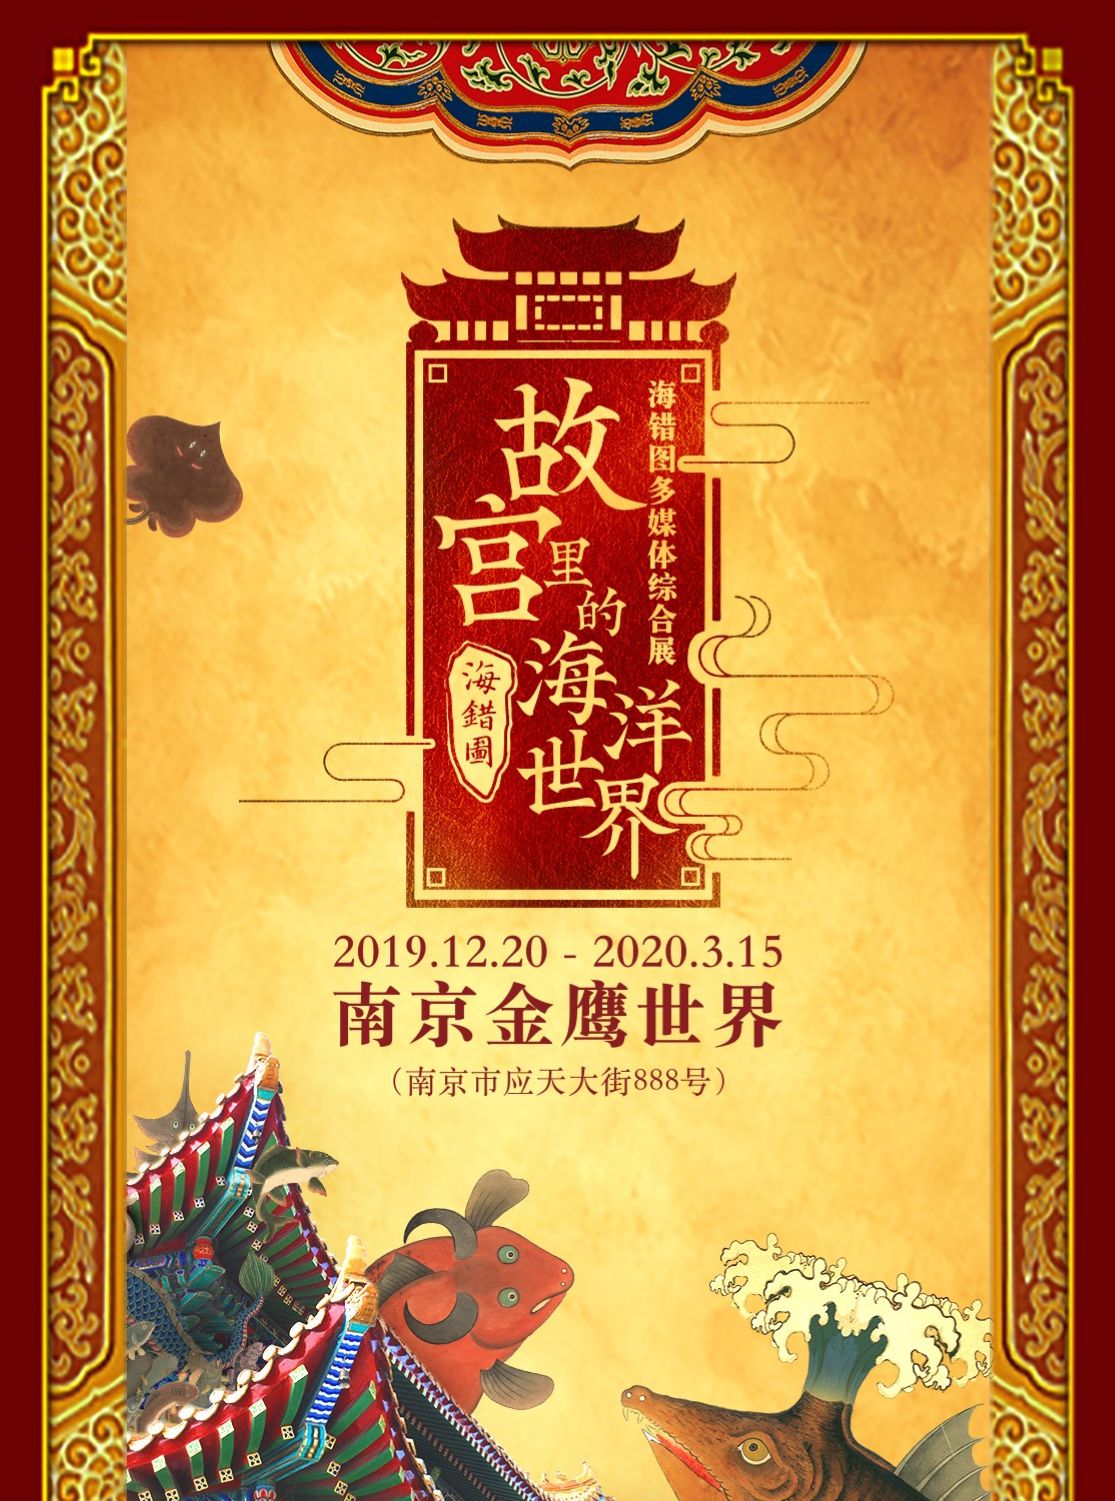 故宫里的海洋世界
海错图多媒体综合展
海錯圖
2019.12.20 - 2020.3.15
南京金鹰世界
（南京市应天大街888号）